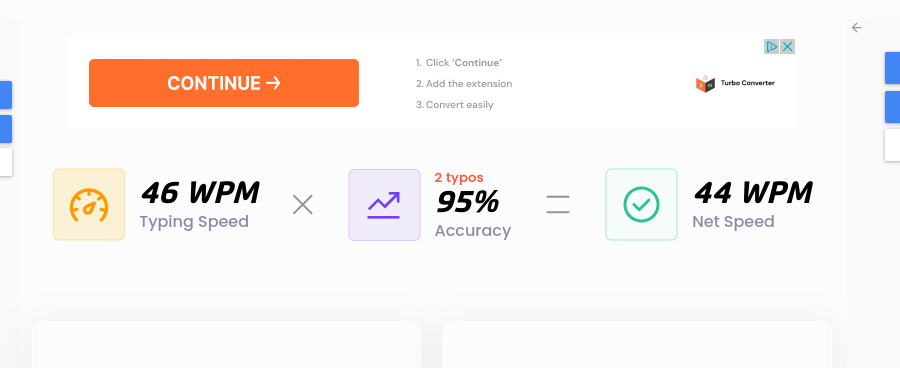 CONTINUE →
1. Click ‘Continue’
2. Add the extension
3. Convert easily
Turbo Converter
46 WPM
Typing Speed
2 typos
95%
Accuracy
44 WPM
Net Speed